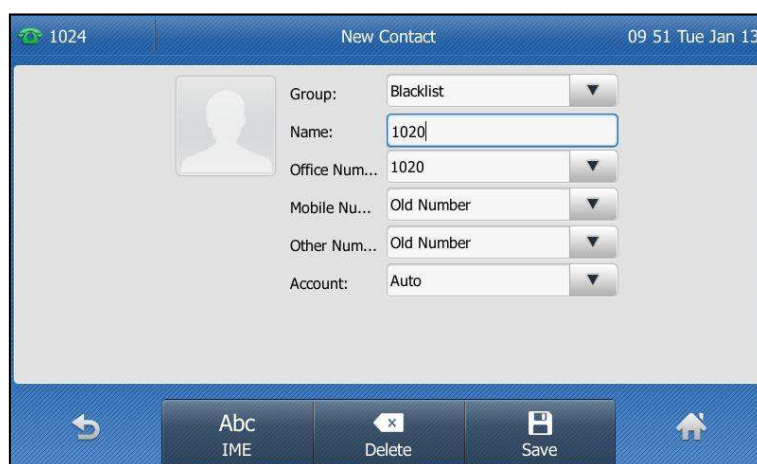 1024 New Contact 09 51 Tue Jan 13
Group: Blacklist
Name: 1020
Office Num... 1020
Mobile Nu... Old Number
Other Num... Old Number
Account: Auto
Abc
IME Delete Save